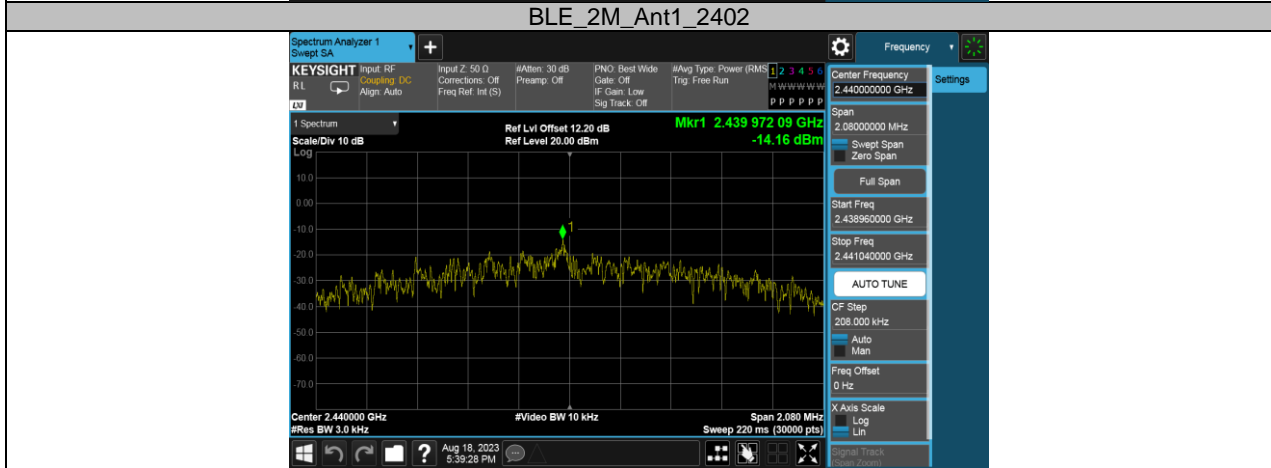 BLE_2M_Ant1_2402
Spectrum Analyzer 1
Swept SA
Frequency
KEYSIGHT
RL
LXI
Input: RF
Coupling: DC
Align: Auto
Input Z: 50 Ω
Corrections: Off
Freq Ref: Int (S)
#Atten: 30 dB
Preamp: Off
PNO: Best Wide
Gate: Off
IF Gain: Low
Sig Track: Off
#Avg Type: Power (RMS
Trig: Free Run
1 2 3 4 5 6
M W W W W W
P P P P P P
Center Frequency
2.440000000 GHz
Settings
Span
2.08000000 MHz
Swept Span
Zero Span
Full Span
Start Freq
2.438960000 GHz
Stop Freq
2.441040000 GHz
AUTO TUNE
CF Step
208.000 kHz
Auto
Man
Freq Offset
0 Hz
X Axis Scale
Log
Lin
Signal Track
(Span Zoom)
1 Spectrum
Scale/Div 10 dB
Ref Lvl Offset 12.20 dB
Ref Level 20.00 dBm
Mkr1 2.439 972 09 GHz
-14.16 dBm
Log
10.0
0.00
-10.0
-20.0
-30.0
-40.0
-50.0
-60.0
-70.0
1
Center 2.440000 GHz
#Res BW 3.0 kHz
#Video BW 10 kHz
Span 2.080 MHz
Sweep 220 ms (30000 pts)
?
Aug 18, 2023
5:39:28 PM